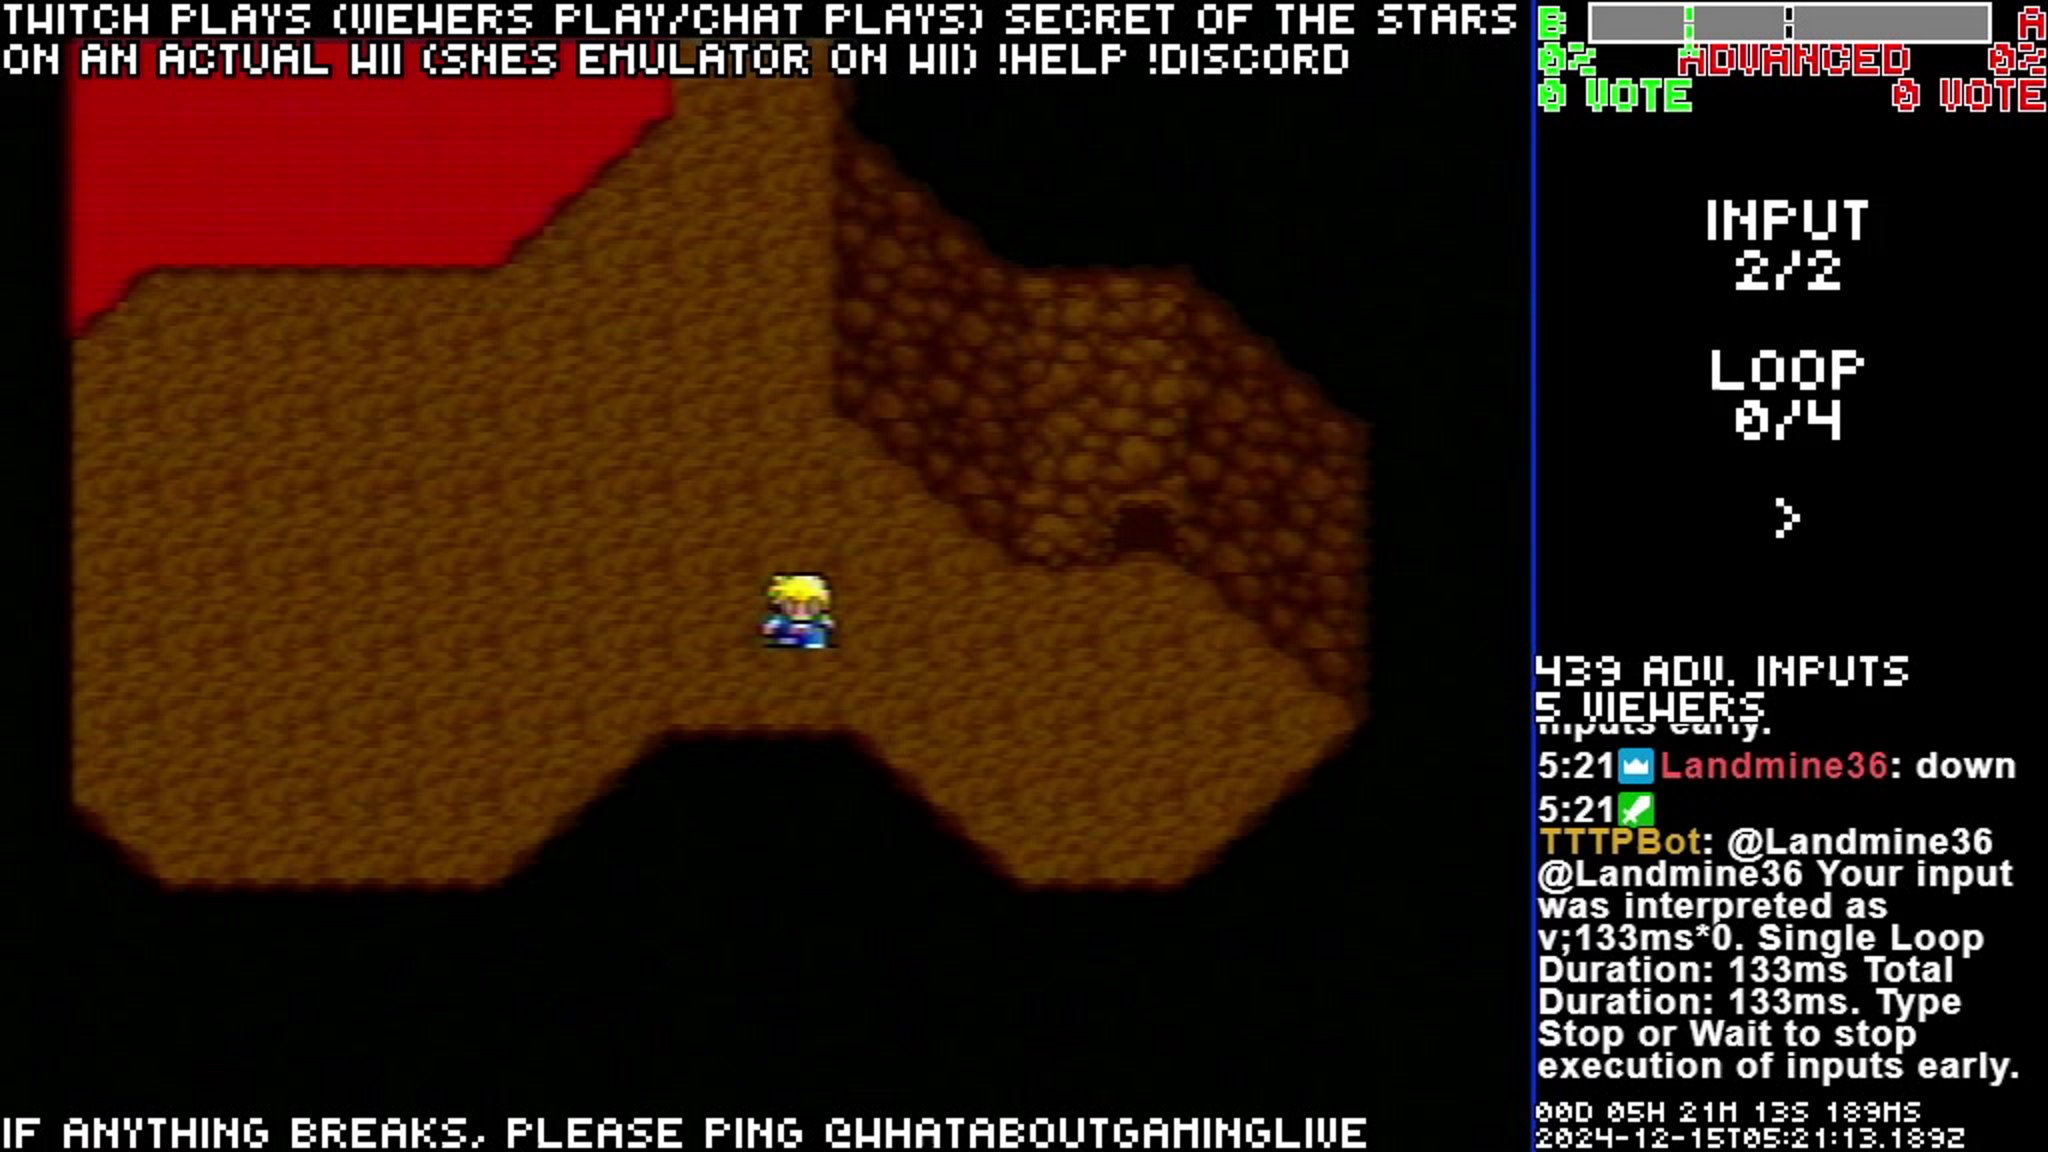 TWITCH PLAYS (VIEWERS PLAY/CHAT PLAYS) SECRET OF THE STARS
ON AN ACTUAL WII (SNES EMULATOR ON WII) !HELP !DISCORD
B A
0% ADVANCED 0%
0 VOTE 0 VOTE
INPUT
2/2
LOOP
0/4
>
439 ADV. INPUTS
5 VIEWERS
inputs early.
5:21 Landmine36: down
5:21
TTTPBot: @Landmine36
@Landmine36 Your input
was interpreted as
v;133ms*0. Single Loop
Duration: 133ms Total
Duration: 133ms. Type
Stop or Wait to stop
execution of inputs early.
00D 05H 21M 13S 189MS
2024-12-15T05:21:13.189Z
IF ANYTHING BREAKS, PLEASE PING @WHATABOUTGAMINGLIVE